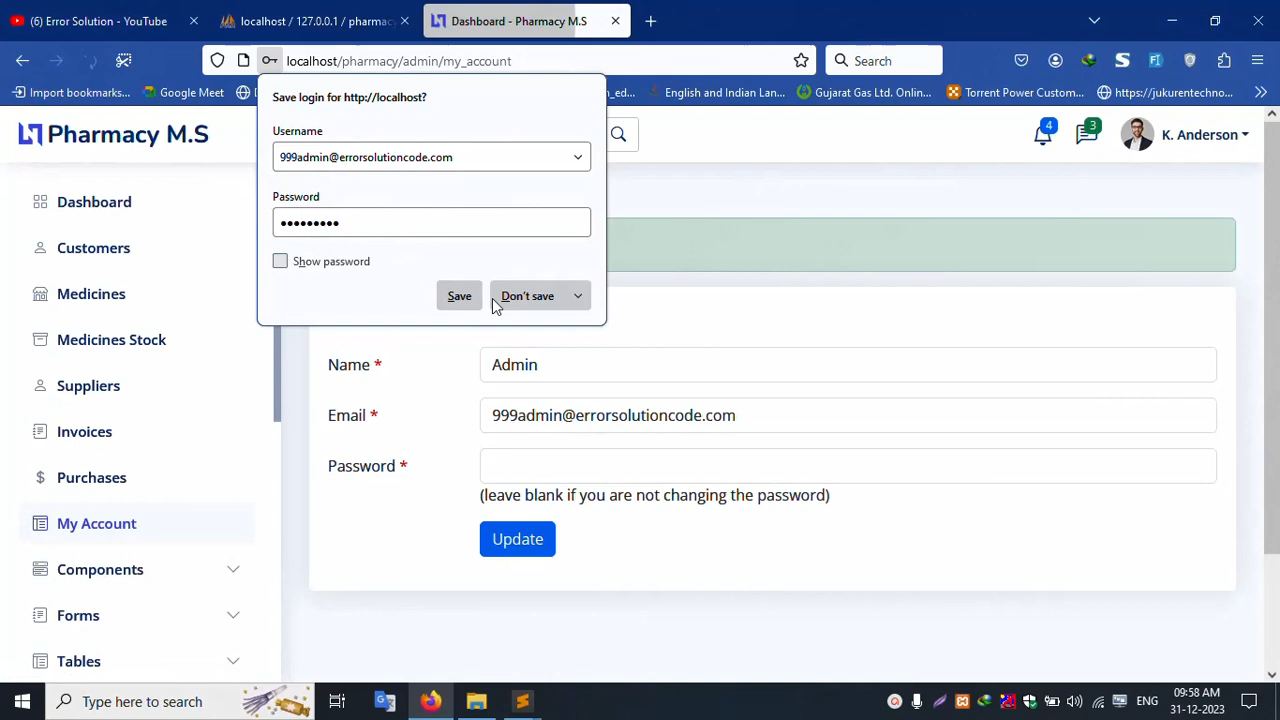 (6) Error Solution - YouTube
localhost / 127.0.0.1 / pharmacy
Dashboard - Pharmacy M.S
localhost/pharmacy/admin/my_account
Search
Import bookmarks...
Google Meet
English and Indian Lan...
Gujarat Gas Ltd. Onlin...
Torrent Power Custom...
https://jukurentechno...
Save login for http://localhost?
Username
999admin@errorsolutioncode.com
Password
•••••••••
Show password
Save
Don't save
Pharmacy M.S
4
3
K. Anderson
Dashboard
Customers
Medicines
Medicines Stock
Suppliers
Invoices
Purchases
My Account
Components
Forms
Tables
Name *
Admin
Email *
999admin@errorsolutioncode.com
Password *
(leave blank if you are not changing the password)
Update
Type here to search
ENG
09:58 AM
31-12-2023